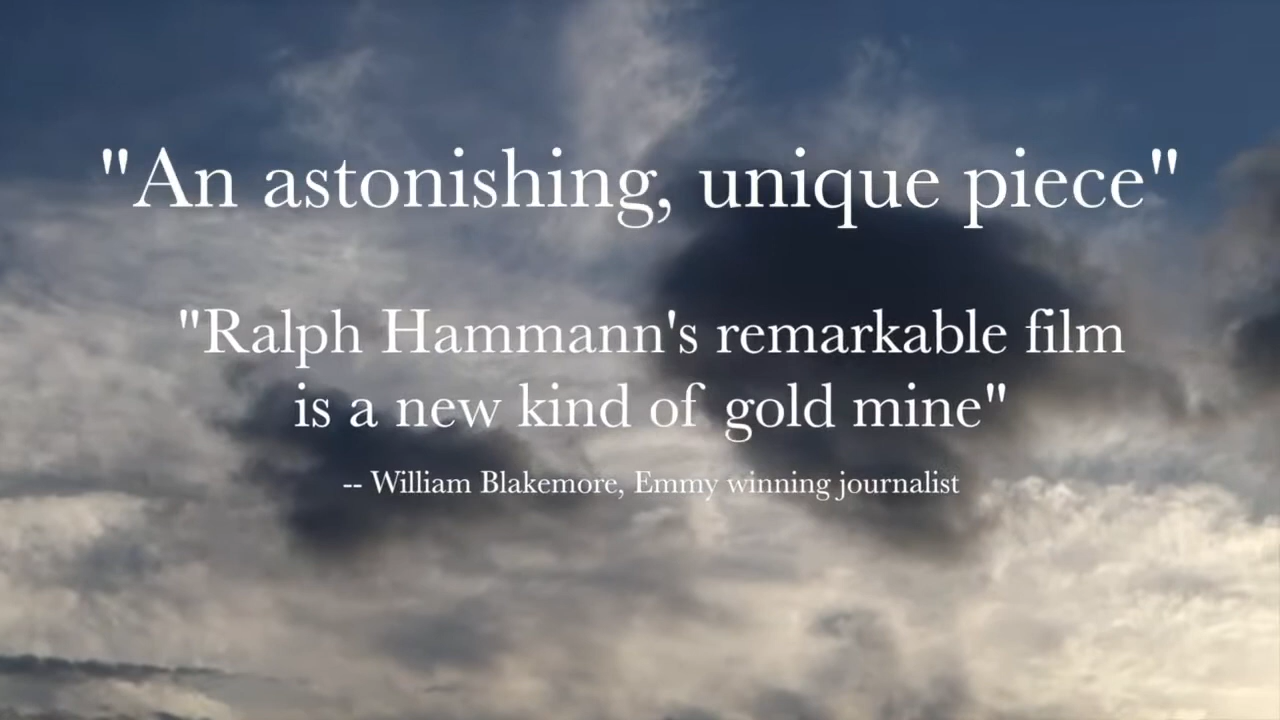 "An astonishing, unique piece"
"Ralph Hammann's remarkable film
is a new kind of gold mine"
-- William Blakemore, Emmy winning journalist